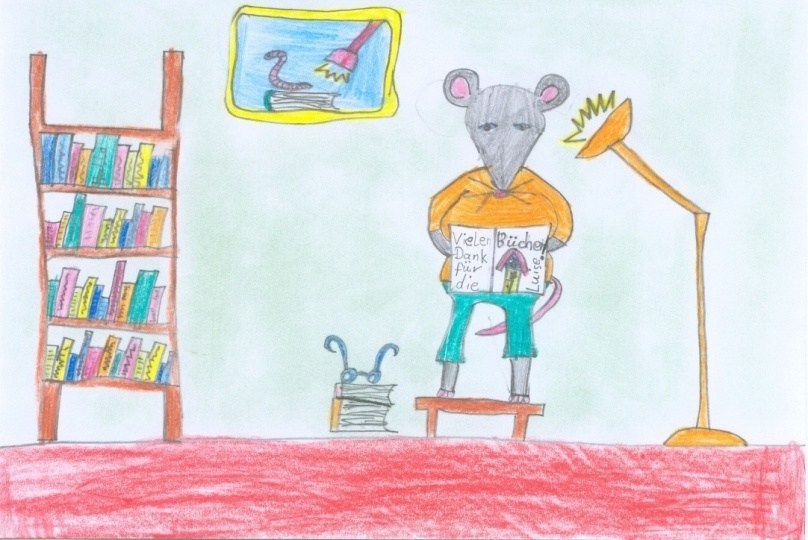 Vielen
Dank
für
die
Bücher!
Luise